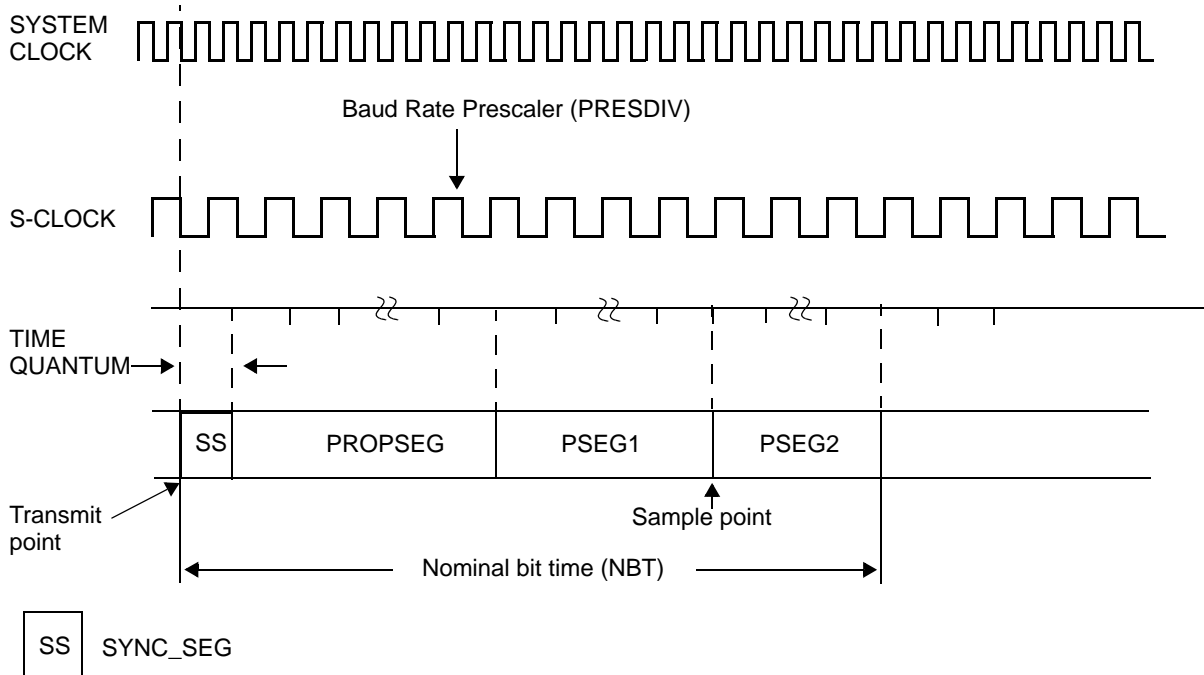 SYSTEM
CLOCK
Baud Rate Prescaler (PRESDIV)
S-CLOCK
TIME
QUANTUM
SS
PROPSEG
PSEG1
PSEG2
Transmit
point
Sample point
Nominal bit time (NBT)
SS
SYNC_SEG